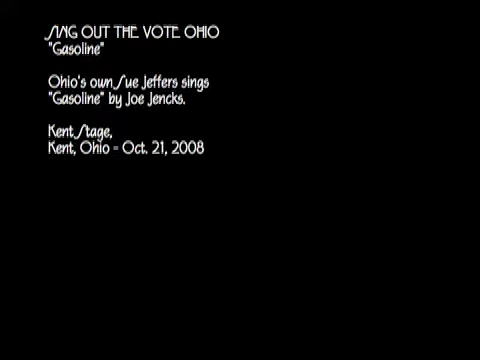 SING OUT THE VOTE OHIO
"Gasoline"
Ohio's own Sue Jeffers sings
"Gasoline" by Joe Jencks.
Kent Stage,
Kent, Ohio - Oct. 21, 2008